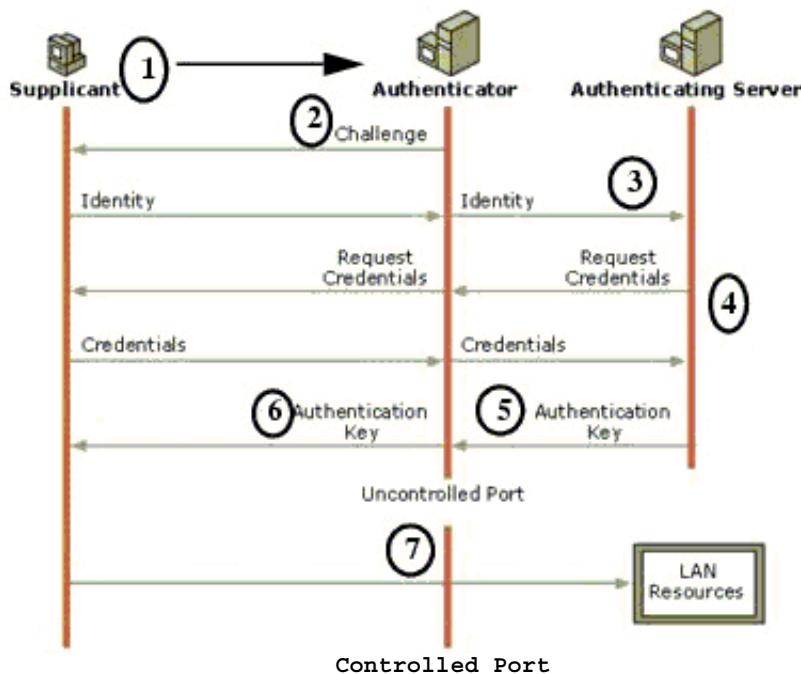 1
Supplicant
Authenticator
Authenticating Server
2
Challenge
3
Identity
Identity
Request
Credentials
Request
Credentials
4
Credentials
Credentials
6
Authentication
Key
5
Authentication
Key
Uncontrolled Port
7
LAN
Resources
Controlled Port